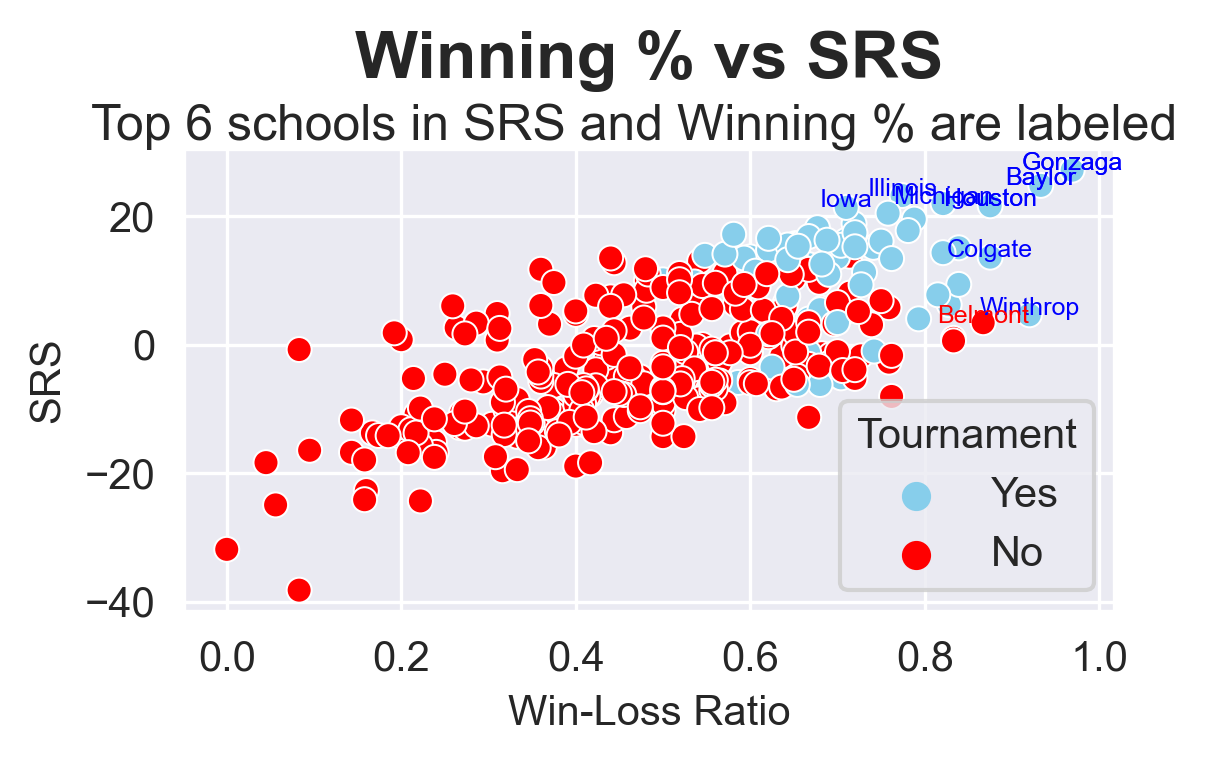 Winning % vs SRS
Top 6 schools in SRS and Winning % are labeled
Gonzaga
Baylor
Illinois
Michigan
Iowa
Houston
Colgate
Winthrop
Belmont
SRS
20
0
−20
−40
Tournament
Yes
No
0.0 0.2 0.4 0.6 0.8 1.0
Win-Loss Ratio